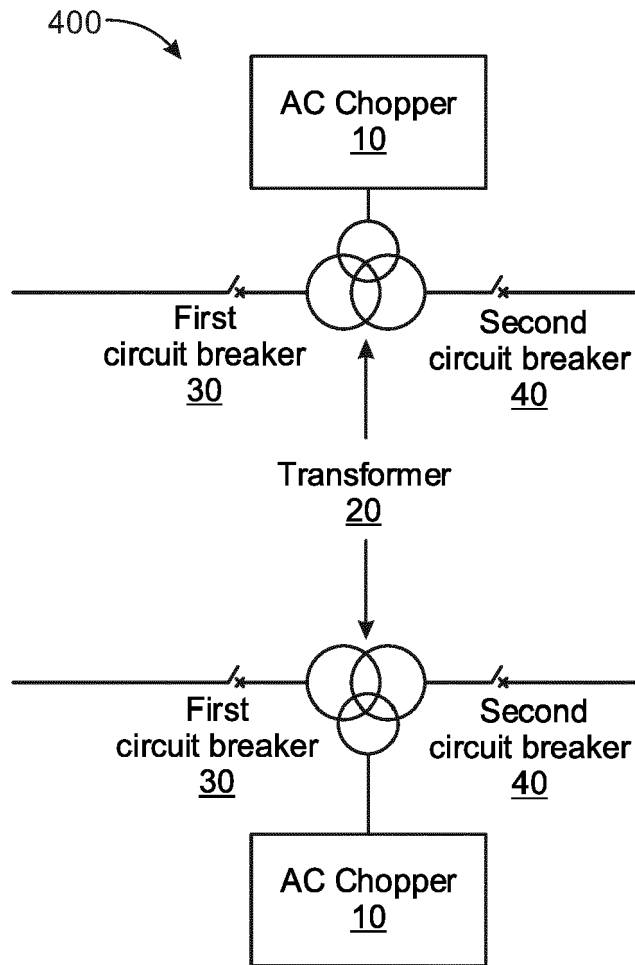 400
AC Chopper
10
First
circuit breaker
30
Second
circuit breaker
40
Transformer
20
First
circuit breaker
30
Second
circuit breaker
40
AC Chopper
10